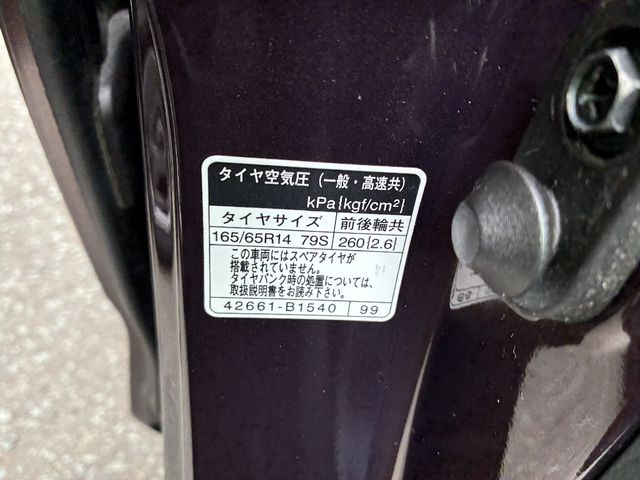 タイヤ空気圧 (一般・高速共)
kPa{kgf/cm²}
タイヤサイズ 前後輪共
165/65R14 79S 260{2.6}
この車両にはスペアタイヤが
搭載されていません。
タイヤパンク時の処置については、
取扱説明書をお読み下さい。
42661-B1540 99